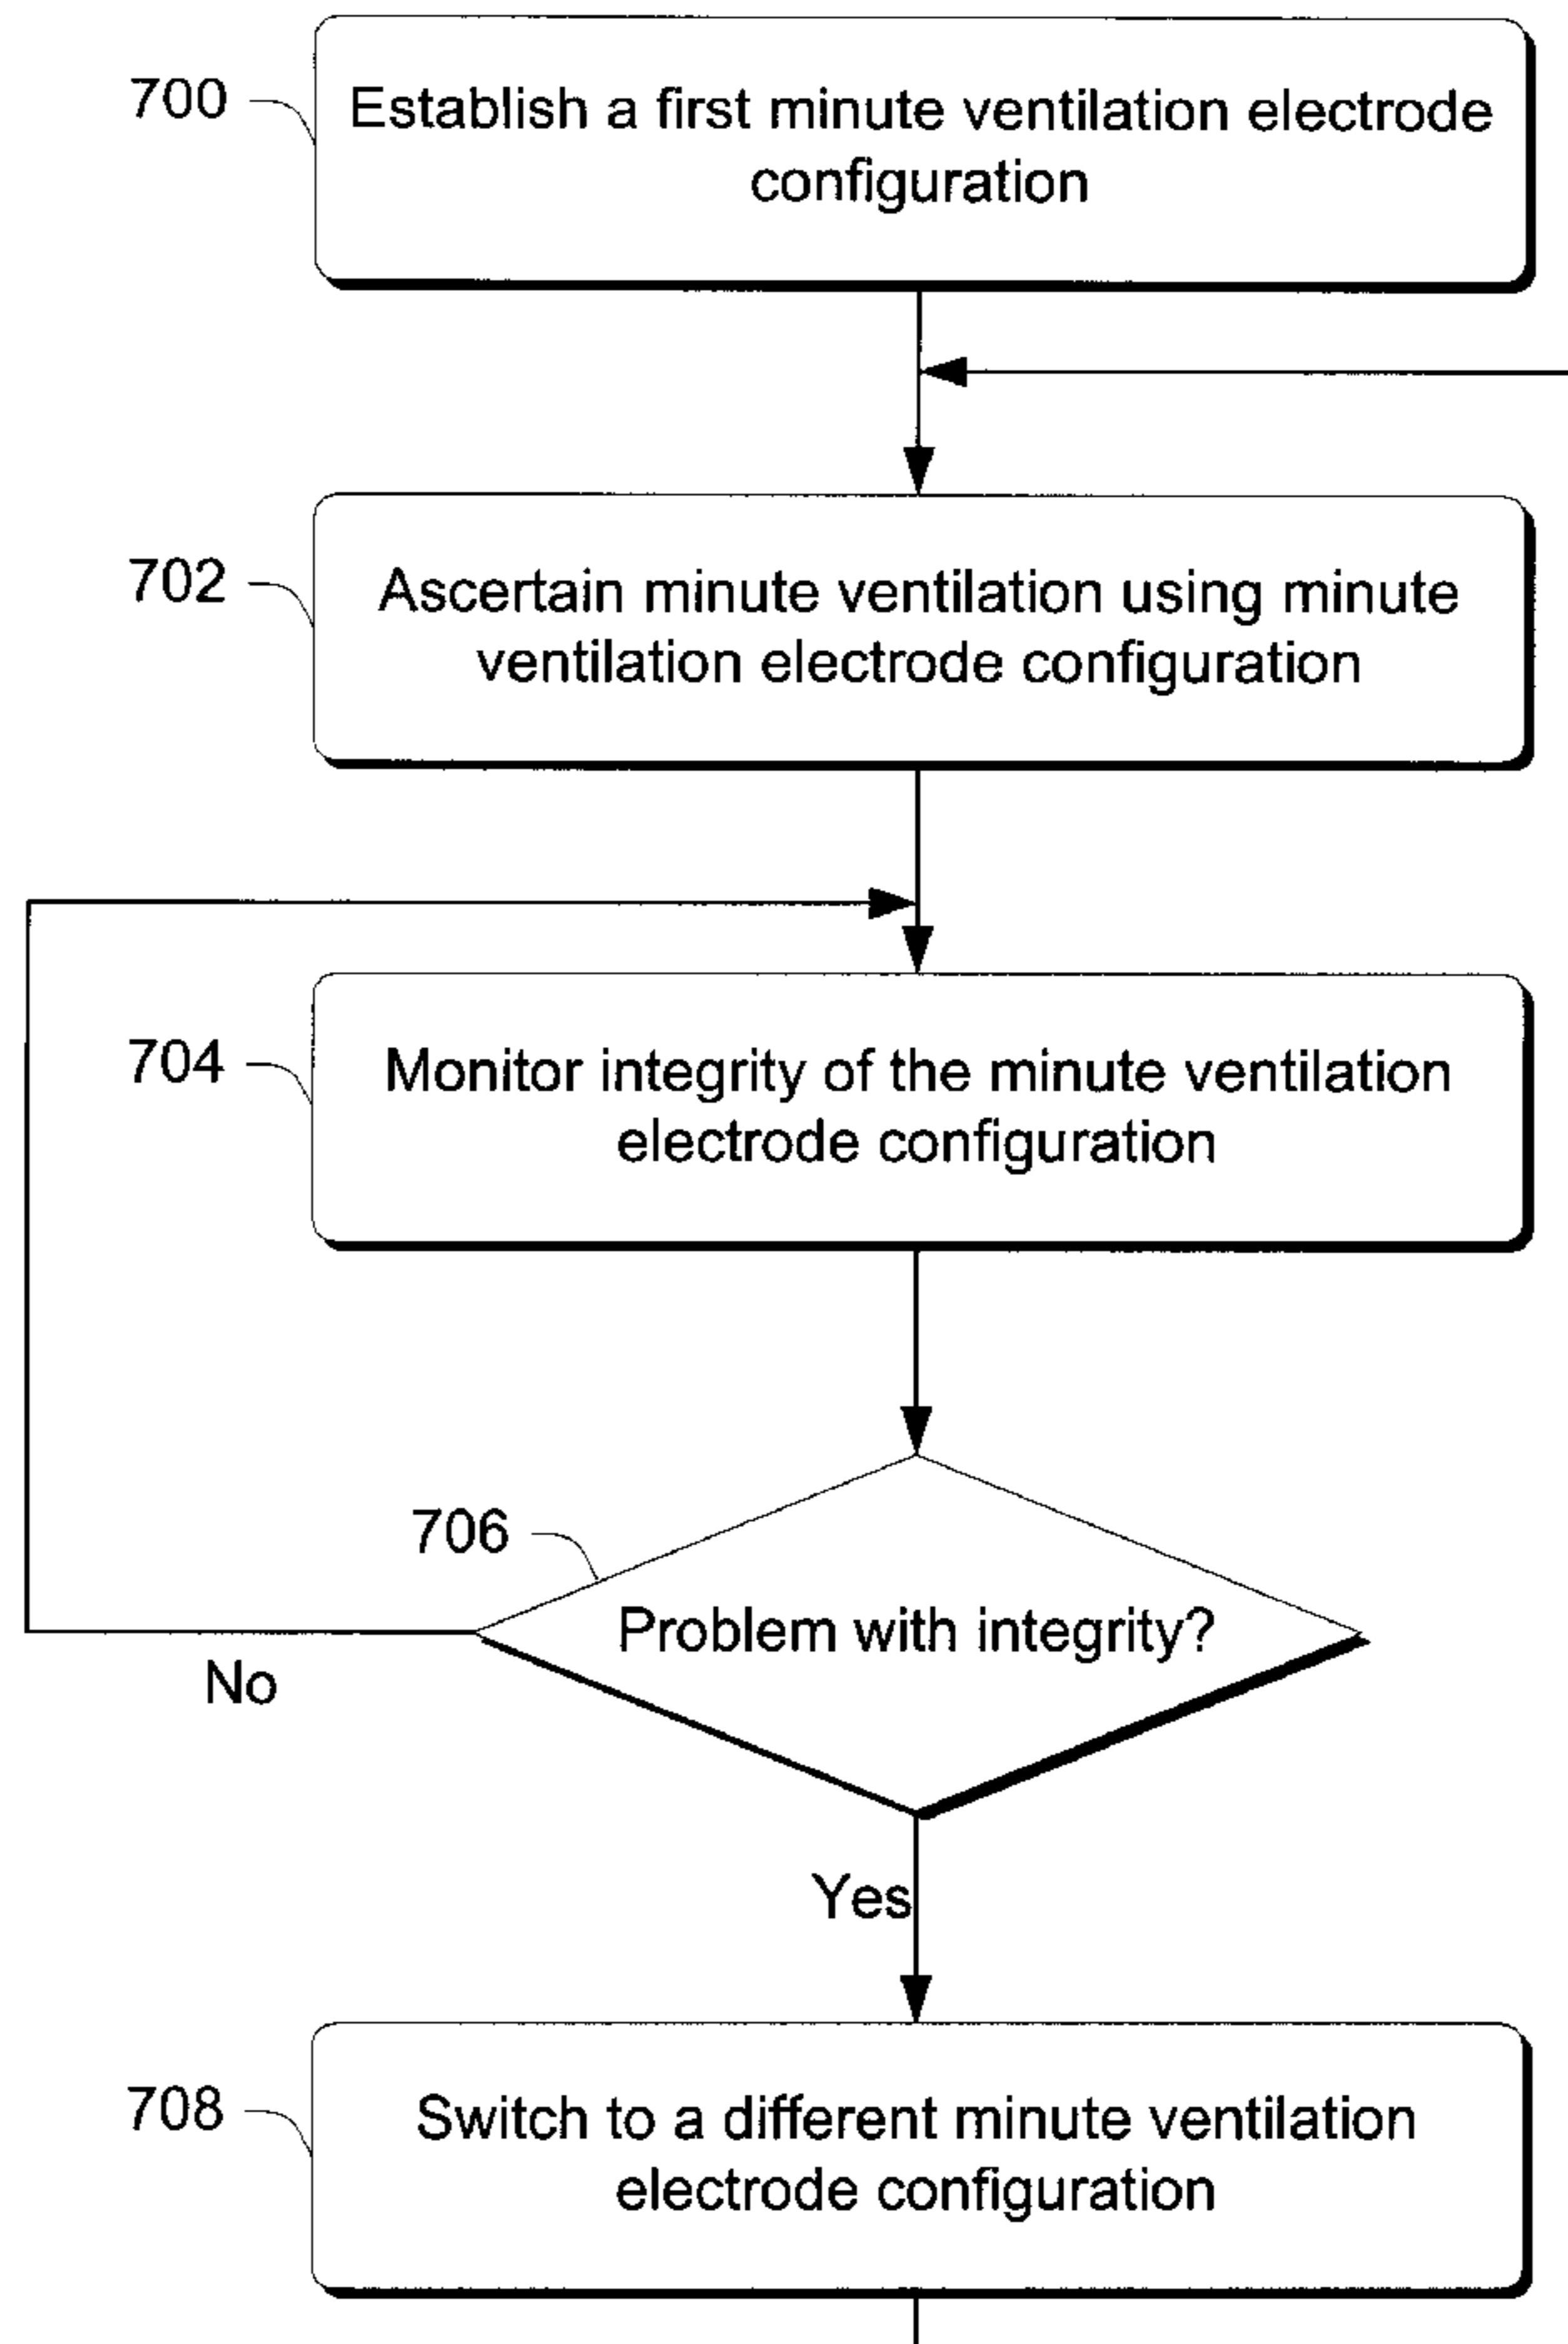 700
Establish a first minute ventilation electrode
configuration
702
Ascertain minute ventilation using minute
ventilation electrode configuration
704
Monitor integrity of the minute ventilation
electrode configuration
706
Problem with integrity?
No
Yes
708
Switch to a different minute ventilation
electrode configuration